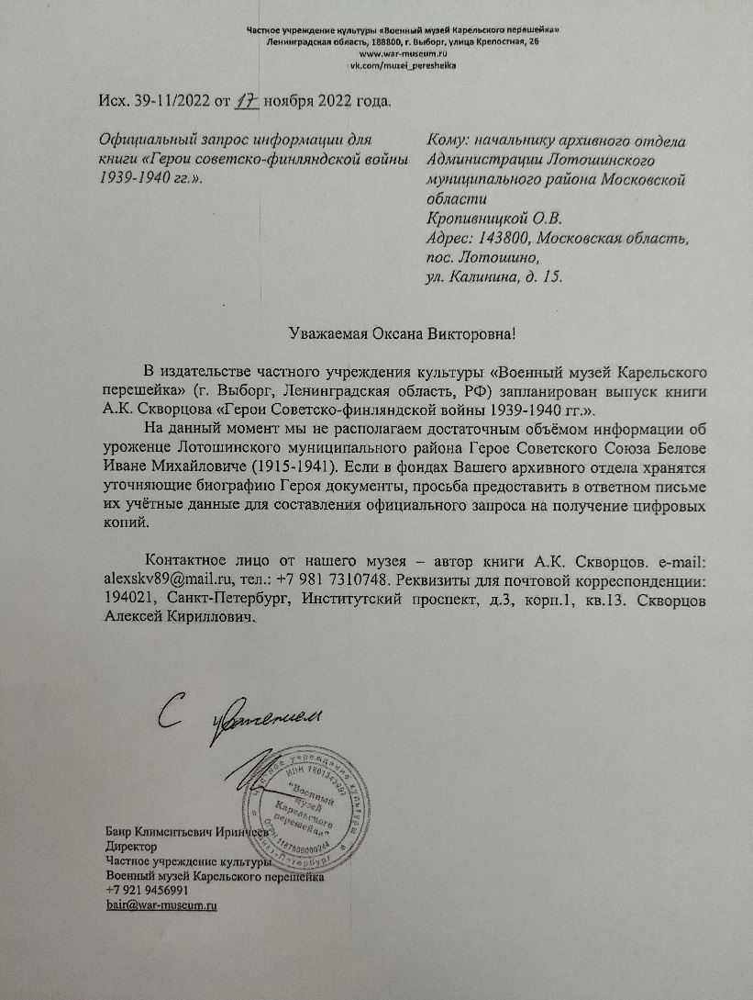 Частное учреждение культуры «Военный музей Карельского перешейка»
Ленинградская область, 188800, г. Выборг, улица Крепостная, 26
www.war-museum.ru
vk.com/muzei_peresheika
Исх. 39-11/2022 от 17 ноября 2022 года.
Официальный запрос информации для
книги «Герои советско-финляндской войны
1939-1940 гг.».
Кому: начальнику архивного отдела
Администрации Лотошинского
муниципального района Московской
области
Кропивницкой О.В.
Адрес: 143800, Московская область,
пос. Лотошино,
ул. Калинина, д. 15.
Уважаемая Оксана Викторовна!
В издательстве частного учреждения культуры «Военный музей Карельского
перешейка» (г. Выборг, Ленинградская область, РФ) запланирован выпуск книги
А.К. Скворцова «Герои Советско-финляндской войны 1939-1940 гг.».
На данный момент мы не располагаем достаточным объёмом информации об
уроженце Лотошинского муниципального района Герое Советского Союза Белове
Иване Михайловиче (1915-1941). Если в фондах Вашего архивного отдела хранятся
уточняющие биографию Героя документы, просьба предоставить в ответном письме
их учётные данные для составления официального запроса на получение цифровых
копий.
Контактное лицо от нашего музея – автор книги А.К. Скворцов. e-mail:
alexskv89@mail.ru, тел.: +7 981 7310748. Реквизиты для почтовой корреспонденции:
194021, Санкт-Петербург, Институтский проспект, д.3, корп.1, кв.13. Скворцов
Алексей Кириллович.
С уважением
Частное учреждение культуры
Санкт-Петербург
ИНН
ОГРН
"Военный
музей
Карельского
перешейка"
Баир Климентьевич Иринчеев
Директор
Частное учреждение культуры
Военный музей Карельского перешейка
+7 921 9456991
bair@war-museum.ru